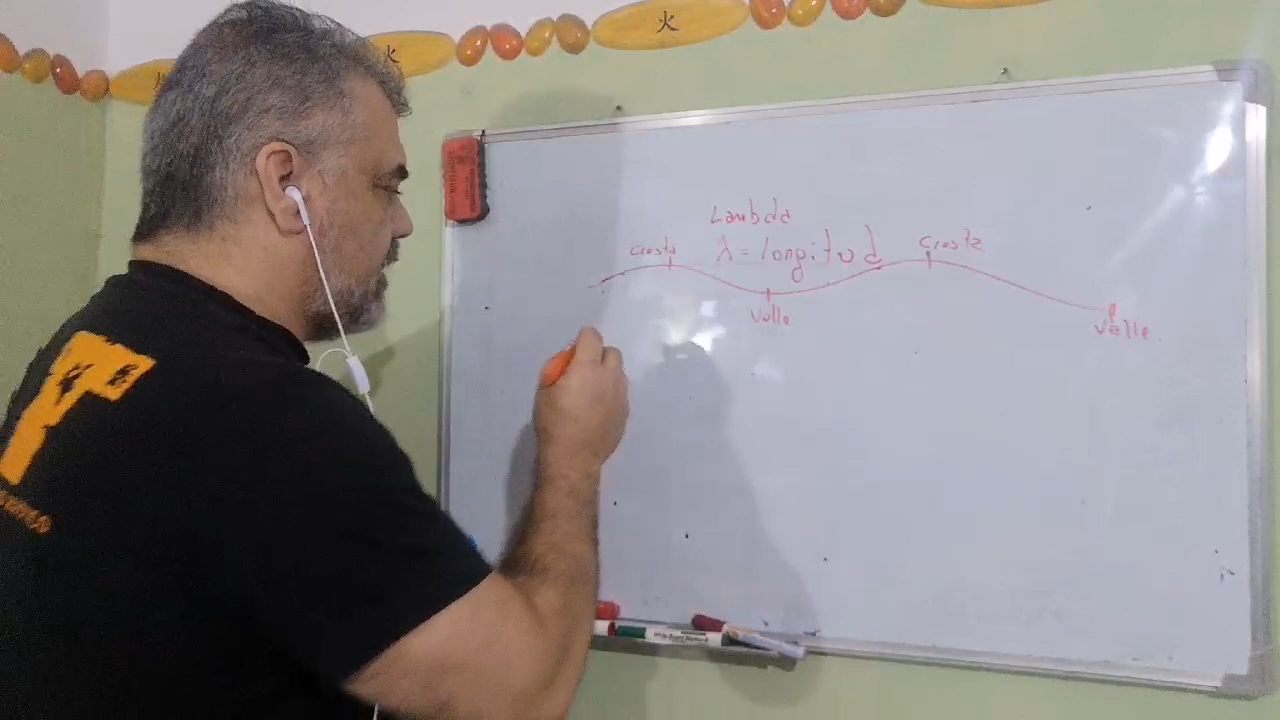 火
火
Lambda
cresta
λ = longitud
cresta
valle
valle.